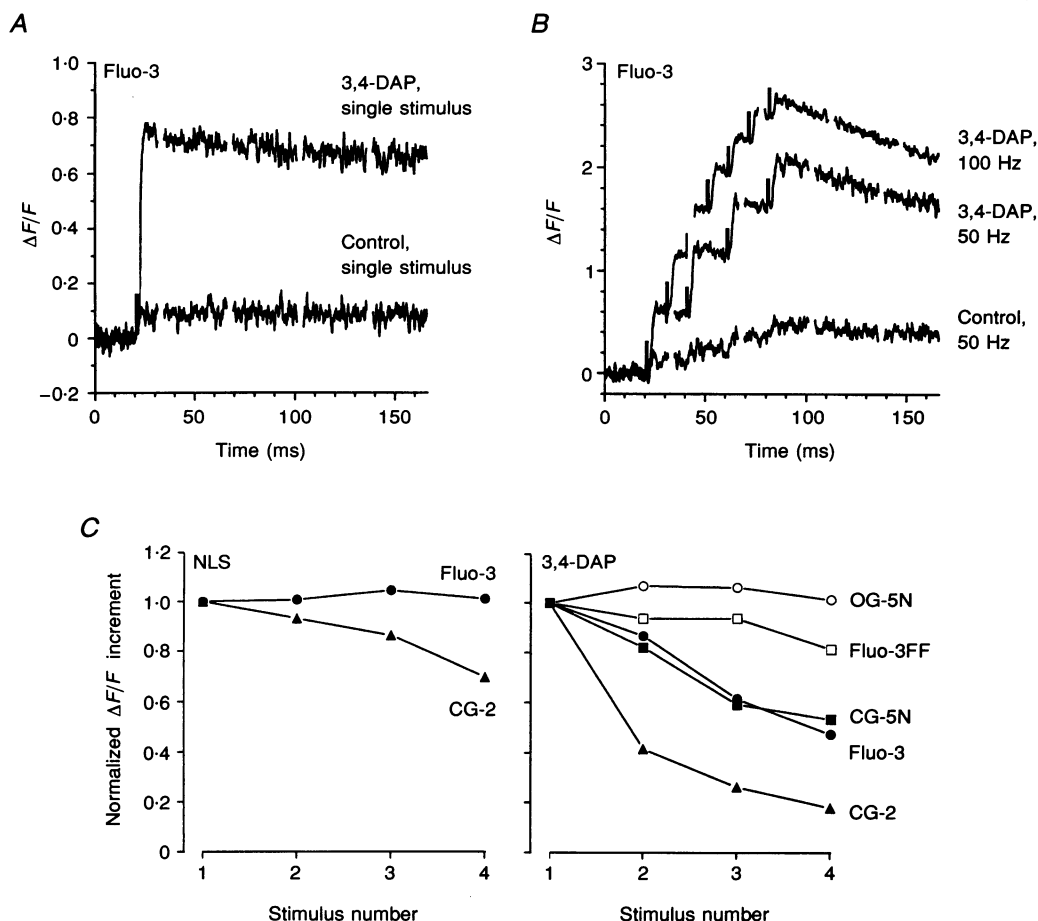 A
Fluo-3
3,4-DAP,
single stimulus
Control,
single stimulus
ΔF/F
1·0
0·8
0·6
0·4
0·2
0
−0·2
0 50 100 150
Time (ms)
B
Fluo-3
3,4-DAP,
100 Hz
3,4-DAP,
50 Hz
Control,
50 Hz
ΔF/F
3
2
1
0
0 50 100 150
Time (ms)
C
NLS
Fluo-3
CG-2
Normalized ΔF/F increment
1·2
1·0
0·8
0·6
0·4
0·2
0
1 2 3 4
Stimulus number
3,4-DAP
OG-5N
Fluo-3FF
CG-5N
Fluo-3
CG-2
1 2 3 4
Stimulus number